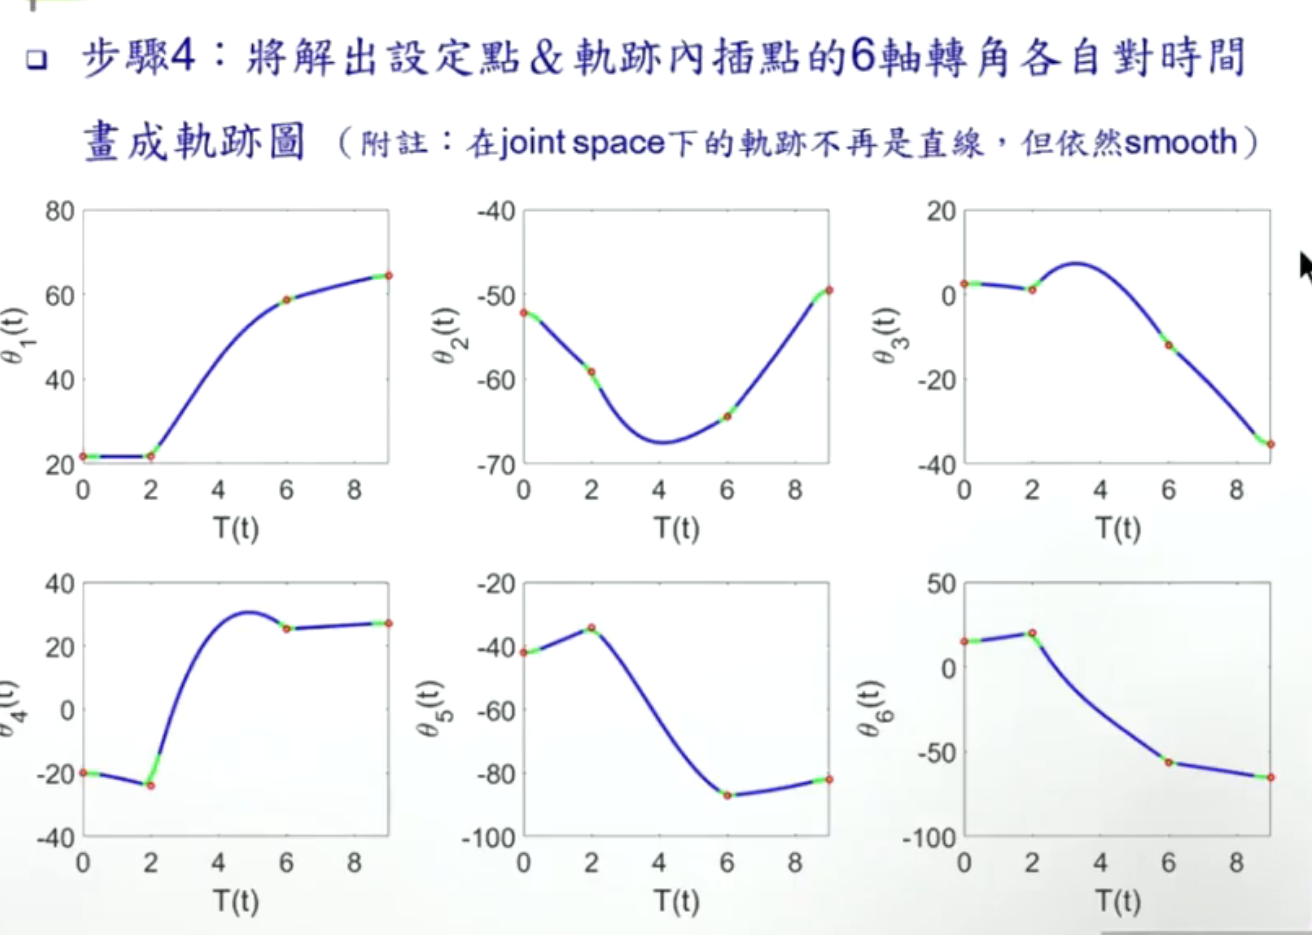 步驟4：將解出設定點&軌跡內插點的6軸轉角各自對時間
畫成軌跡圖（附註：在joint space下的軌跡不再是直線，但依然smooth）
80
60
40
20
θ1(t)
0 2 4 6 8
T(t)
-40
-50
-60
-70
θ2(t)
0 2 4 6 8
T(t)
20
0
-20
-40
θ3(t)
0 2 4 6 8
T(t)
40
20
0
-20
-40
θ4(t)
0 2 4 6 8
T(t)
-20
-40
-60
-80
-100
θ5(t)
0 2 4 6 8
T(t)
50
0
-50
-100
θ6(t)
0 2 4 6 8
T(t)